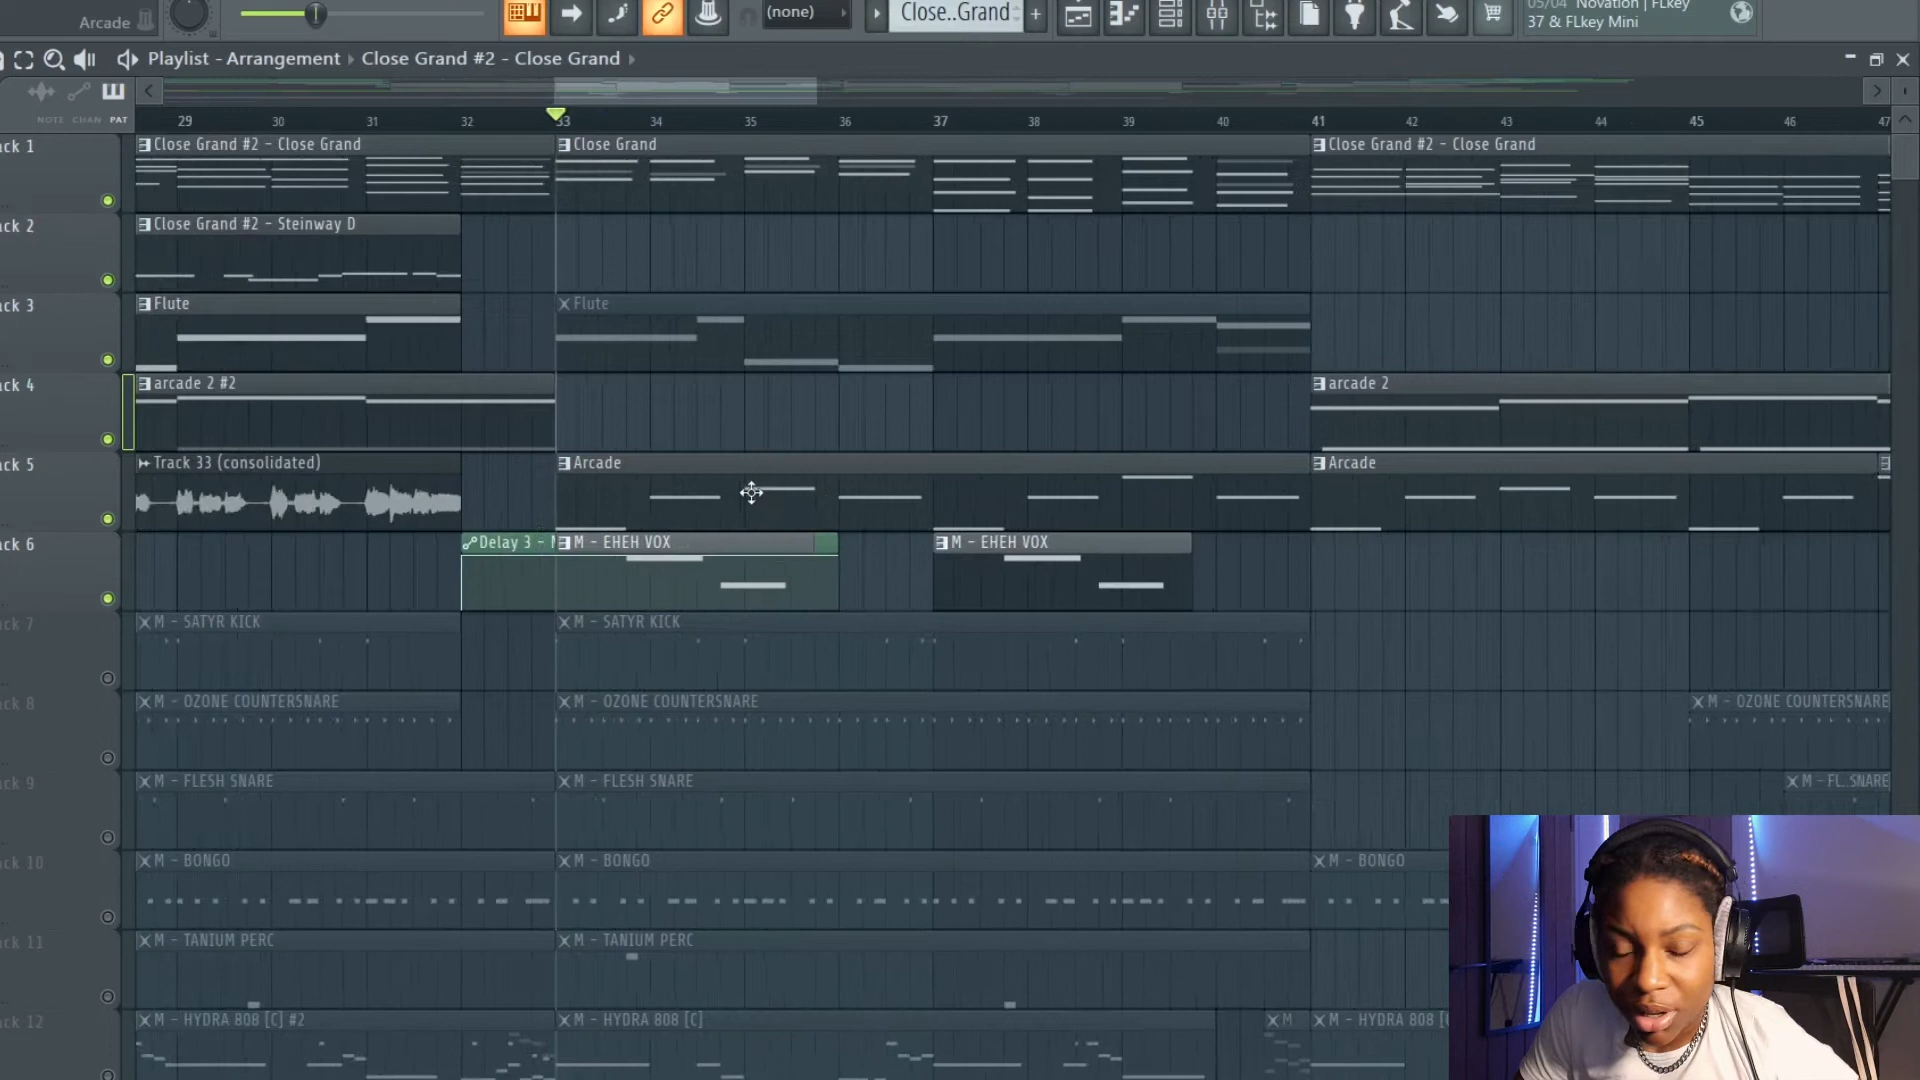 Arcade
(none)
Close..Grand
05/04 Novation | FLkey
37 & FLkey Mini
Playlist - Arrangement Close Grand #2 - Close Grand
NOTE CHAN PAT
29 30 31 32 33 34 35 36 37 38 39 40 41 42 43 44 45 46 47
ck 1
Close Grand #2 - Close Grand
Close Grand
Close Grand #2 - Close Grand
ck 2
Close Grand #2 - Steinway D
ck 3
Flute
Flute
ck 4
arcade 2 #2
arcade 2
ck 5
Track 33 (consolidated)
Arcade
Arcade
ck 6
Delay 3 -
M - EHEH VOX
M - EHEH VOX
ck 7
M - SATYR KICK
M - SATYR KICK
ck 8
M - OZONE COUNTERSNARE
M - OZONE COUNTERSNARE
M - OZONE COUNTERSNARE
ck 9
M - FLESH SNARE
M - FLESH SNARE
M - FL..SNARE
ck 10
M - BONGO
M - BONGO
M - BONGO
ck 11
M - TANIUM PERC
M - TANIUM PERC
ck 12
M - HYDRA 808 [C] #2
M - HYDRA 808 [C]
M
M - HYDRA 808 [